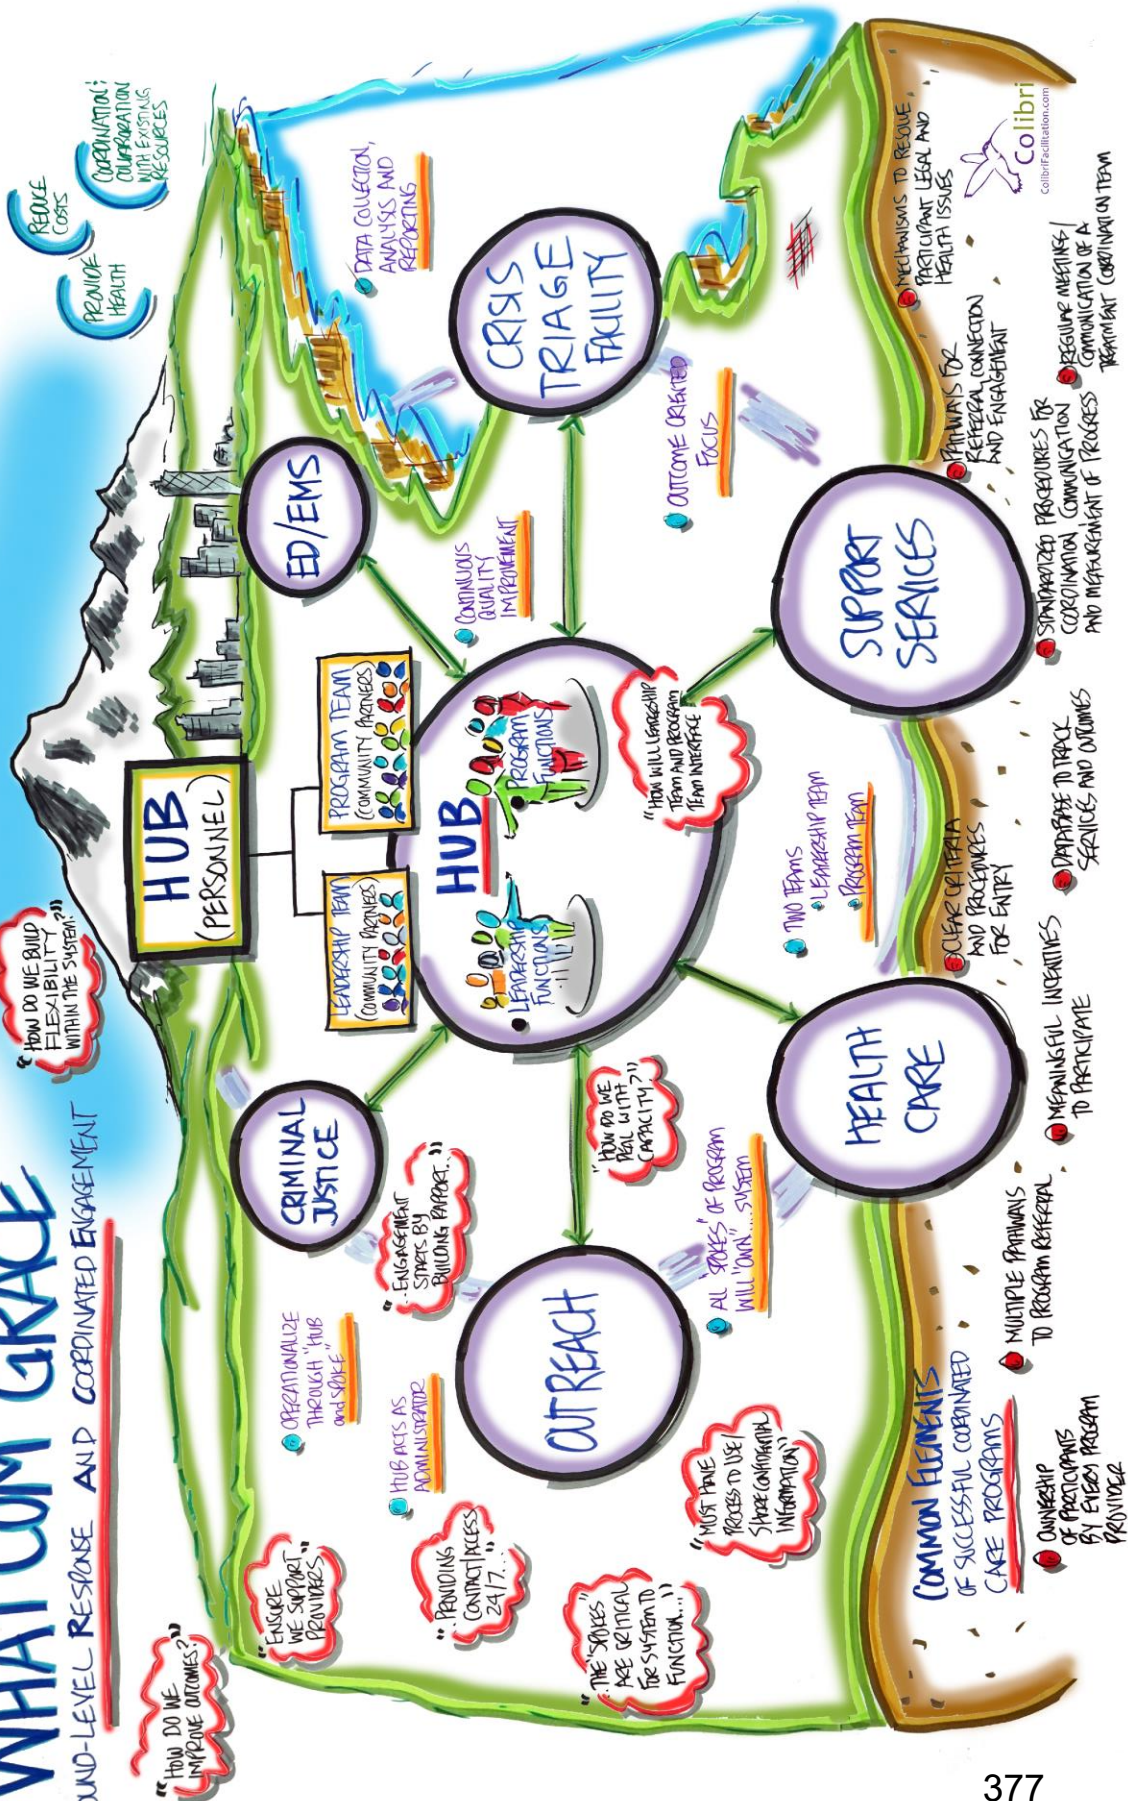 WHATCOM GRACE
OUND-LEVEL RESPONSE AND COORDINATED ENGAGEMENT
"HOW DO WE BUILD
FLEXIBILITY
WITHIN THE SYSTEM?"
PROVIDE
HEALTH
REDUCE
COSTS
COORDINATION:
COLLABORATION
WITH EXISTING
RESOURCES
"HOW DO WE
IMPROVE OUTCOMES?"
HUB
(PERSONNEL)
LEADERSHIP TEAM
(COMMUNITY PARTNERS)
PROGRAM TEAM
(COMMUNITY PARTNERS)
HUB
LEADERSHIP
FUNCTIONS
PROGRAM
FUNCTIONS
CRIMINAL
JUSTICE
ED/EMS
"ENSURE
WE SUPPORT
PROVIDERS"
OPERATIONALIZE
THROUGH "HUB
and SPOKE"
"..ENGAGEMENT
STARTS BY
BUILDING RAPPORT..."
CONTINUOUS
QUALITY
IMPROVEMENT
DATA COLLECTION,
ANALYSIS AND
REPORTING
"..PROVIDING
CONTACT/ACCESS
24/7.."
HUB ACTS AS
ADMINISTRATOR
OUTREACH
CRISIS
TRIAGE
FACILITY
"HOW DO WE
DEAL WITH
CAPACITY?"
"HOW WILL LEADERSHIP
TEAM AND PROGRAM
TEAM INTERFACE
OUTCOME ORIENTED
FOCUS
"..THE "SPOKES"
ARE CRITICAL
FOR SYSTEM TO
FUNCTION..."
"MUST HAVE
PROCESS TO USE/
SHARE CONFIDENTIAL
INFORMATION"
ALL "SPOKES" OF PROGRAM
WILL "OWN"...SYSTEM
TWO TEAMS
LEADERSHIP TEAM
PROGRAM TEAM
HEALTH
CARE
SUPPORT
SERVICES
COMMON ELEMENTS
OF SUCCESSFUL COORDINATED
CARE PROGRAMS
OWNERSHIP
OF PARTICIPANTS
BY EVERY PROGRAM
PROVIDER
MULTIPLE PATHWAYS
TO PROGRAM REFERRAL
MEANINGFUL INCENTIVES
TO PARTICIPATE
CLEAR CRITERIA
AND PROCEDURES
FOR ENTRY
DATABASE TO TRACK
SERVICES AND OUTCOMES
STANDARDIZED PROCEDURES FOR
COORDINATION, COMMUNICATION
AND MEASUREMENT OF PROGRESS
PATHWAYS FOR
REFERRAL, CONNECTION
AND ENGAGEMENT
REGULAR MEETINGS/
COMMUNICATION OF A
TREATMENT COORDINATION TEAM
MECHANISMS TO RESOLVE
PARTICIPANT LEGAL AND
HEALTH ISSUES
Colibri
ColibriFacilitation.com
377